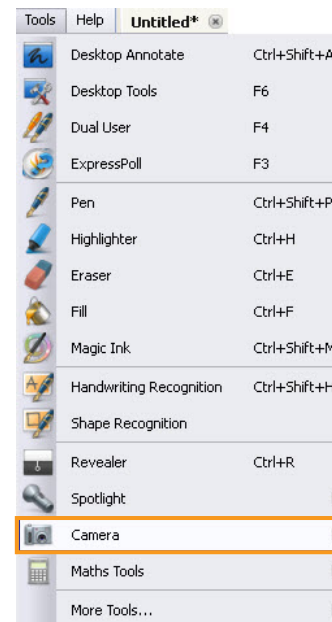 Tools Help Untitled*
Desktop Annotate Ctrl+Shift+A
Desktop Tools F6
Dual User F4
ExpressPoll F3
Pen Ctrl+Shift+P
Highlighter Ctrl+H
Eraser Ctrl+E
Fill Ctrl+F
Magic Ink Ctrl+Shift+M
Handwriting Recognition Ctrl+Shift+H
Shape Recognition
Revealer Ctrl+R
Spotlight
Camera
Maths Tools
More Tools...